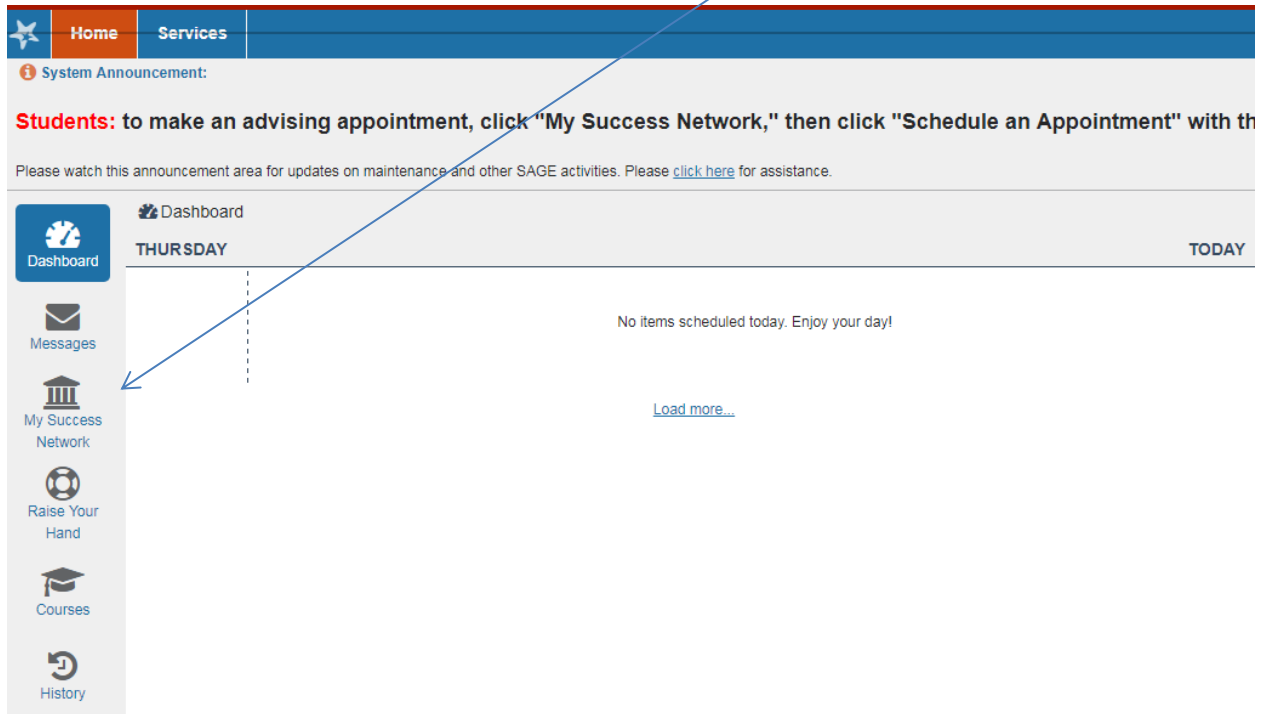 Home Services
System Announcement:
Students: to make an advising appointment, click "My Success Network," then click "Schedule an Appointment" with th
Please watch this announcement area for updates on maintenance and other SAGE activities. Please click here for assistance.
Dashboard
Dashboard
THURSDAY TODAY
No items scheduled today. Enjoy your day!
Load more...
Messages
My Success
Network
Raise Your
Hand
Courses
History